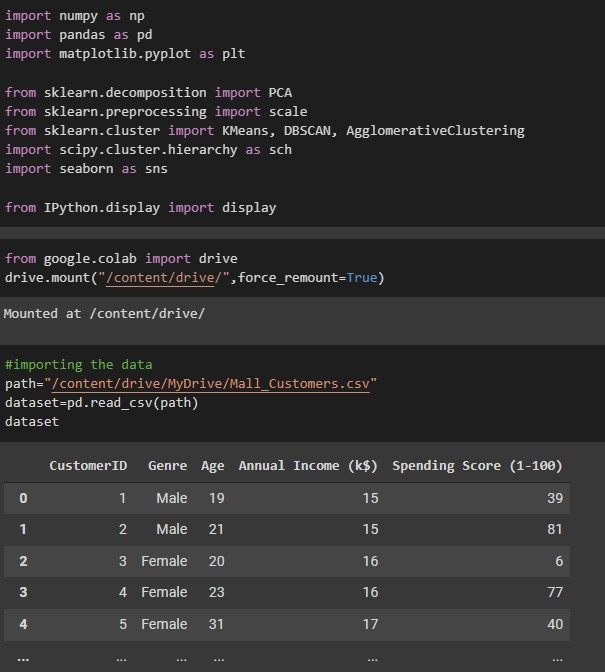 import numpy as np
import pandas as pd
import matplotlib.pyplot as plt
from sklearn.decomposition import PCA
from sklearn.preprocessing import scale
from sklearn.cluster import KMeans, DBSCAN, AgglomerativeClustering
import scipy.cluster.hierarchy as sch
import seaborn as sns
from IPython.display import display
from google.colab import drive
drive.mount("/content/drive/",force_remount=True)
Mounted at /content/drive/
#importing the data
path="/content/drive/MyDrive/Mall_Customers.csv"
dataset=pd.read_csv(path)
dataset
CustomerID Genre Age Annual Income (k$) Spending Score (1-100)
0 1 Male 19 15 39
1 2 Male 21 15 81
2 3 Female 20 16 6
3 4 Female 23 16 77
4 5 Female 31 17 40
... ... ... ... ... ...